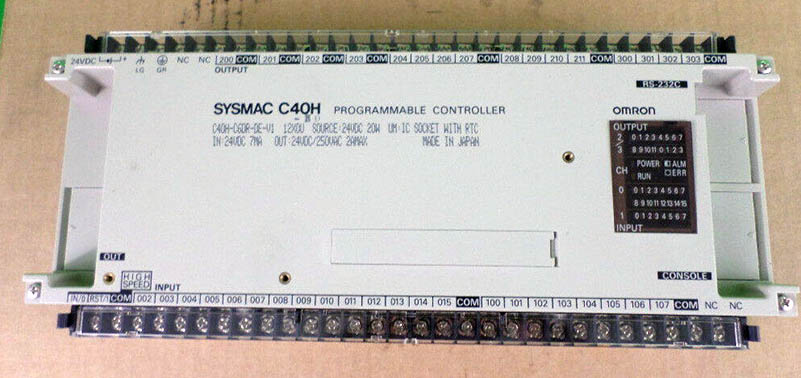 24VDC - + LG GR NC NC 200 COM 201 COM 202 COM 203 COM 204 205 206 207 COM 208 209 210 211 COM 300 301 302 303 COM
OUTPUT
RS-232C
SYSMAC C40H PROGRAMMABLE CONTROLLER
OMRON
C40H-C6DR-DE-V1 SOURCE:24VDC 20W UM:IC SOCKET WITH RTC
IN:24VDC 7MA OUT:24VDC/250VAC 2AMAX MADE IN JAPAN
OUTPUT
2 0 1 2 3 4 5 6 7
3 8 9 10 11 0 1 2 3
CH POWER ALM
RUN ERR
0 0 1 2 3 4 5 6 7
8 9 10 11 12 13 14 15
1 0 1 2 3 4 5 6 7
INPUT
OUT
CONSOLE
HIGH SPEED INPUT
IN/0 RST/1 COM 002 003 004 005 006 007 008 009 010 011 012 013 014 015 COM 100 101 102 103 104 105 106 107 COM NC NC